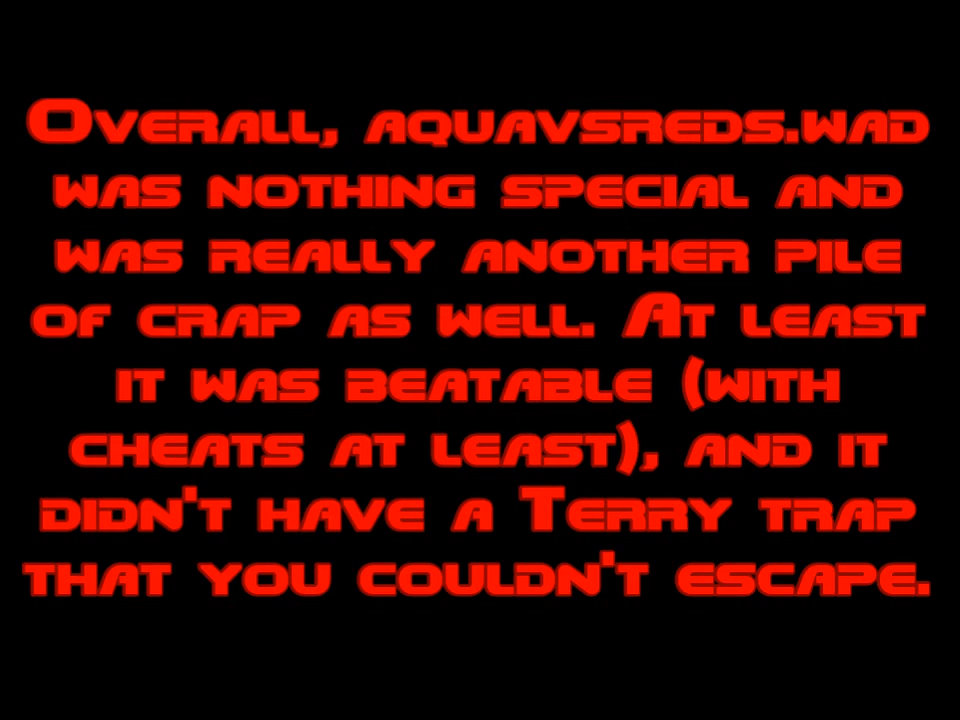 Overall, aquavsreds.wad
was nothing special and
was really another pile
of crap as well. At least
it was beatable (with
cheats at least), and it
didn't have a Terry trap
that you couldn't escape.